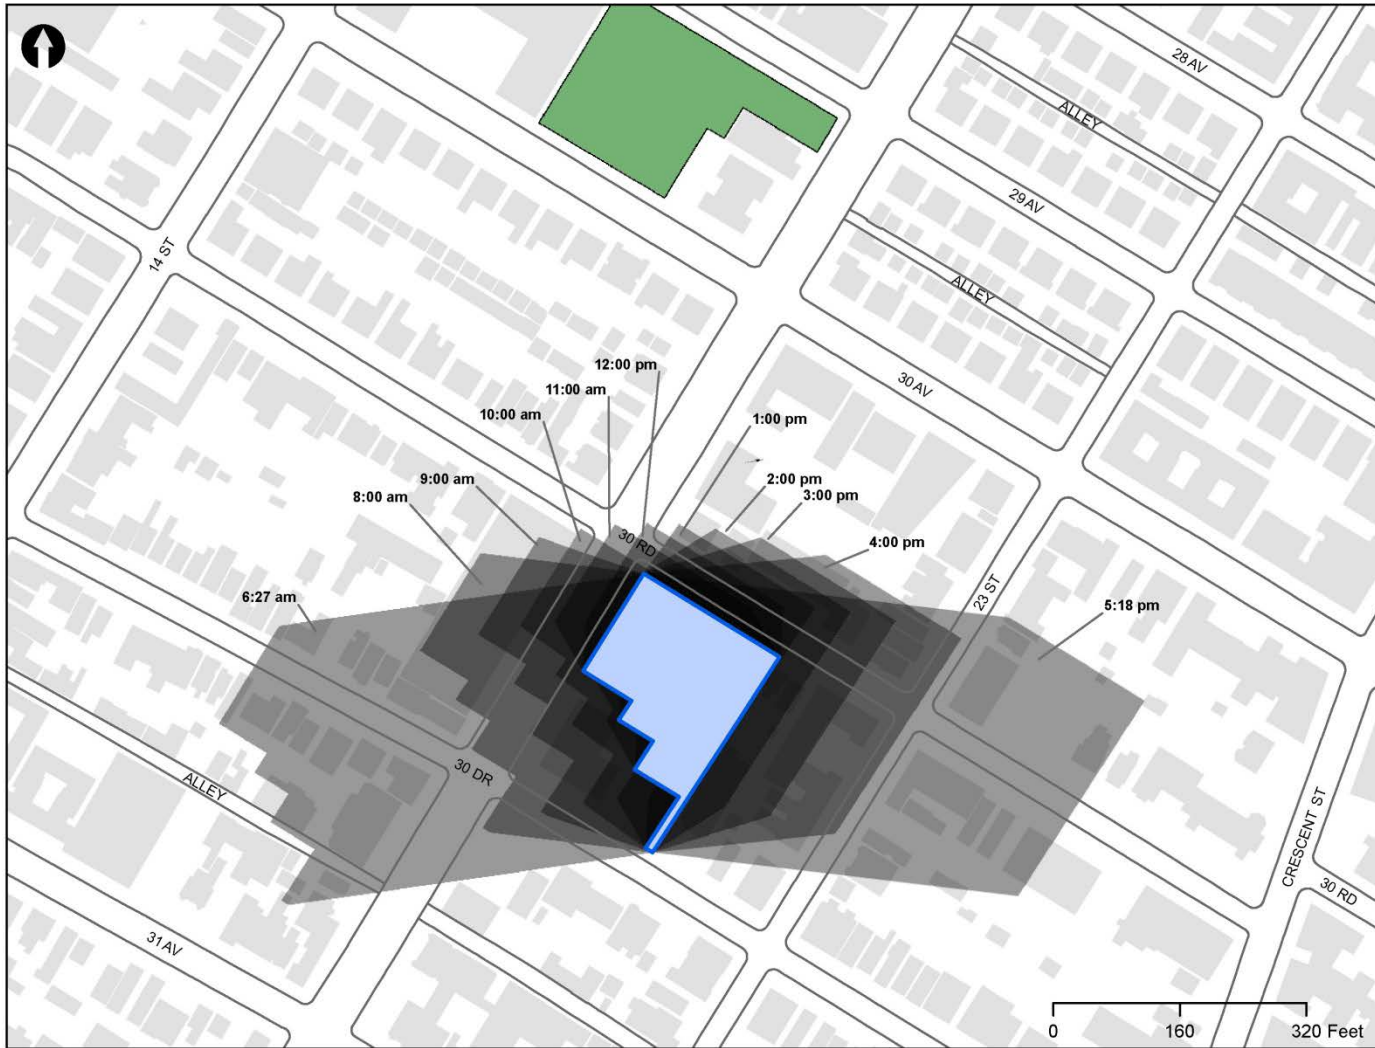 28 AV
ALLEY
29 AV
14 ST
ALLEY
12:00 pm
30 AV
11:00 am
10:00 am
1:00 pm
9:00 am
2:00 pm
8:00 am
3:00 pm
30 RD
4:00 pm
6:27 am
23 ST
5:18 pm
30 DR
ALLEY
CRESCENT ST
30 RD
31 AV
0 160 320 Feet